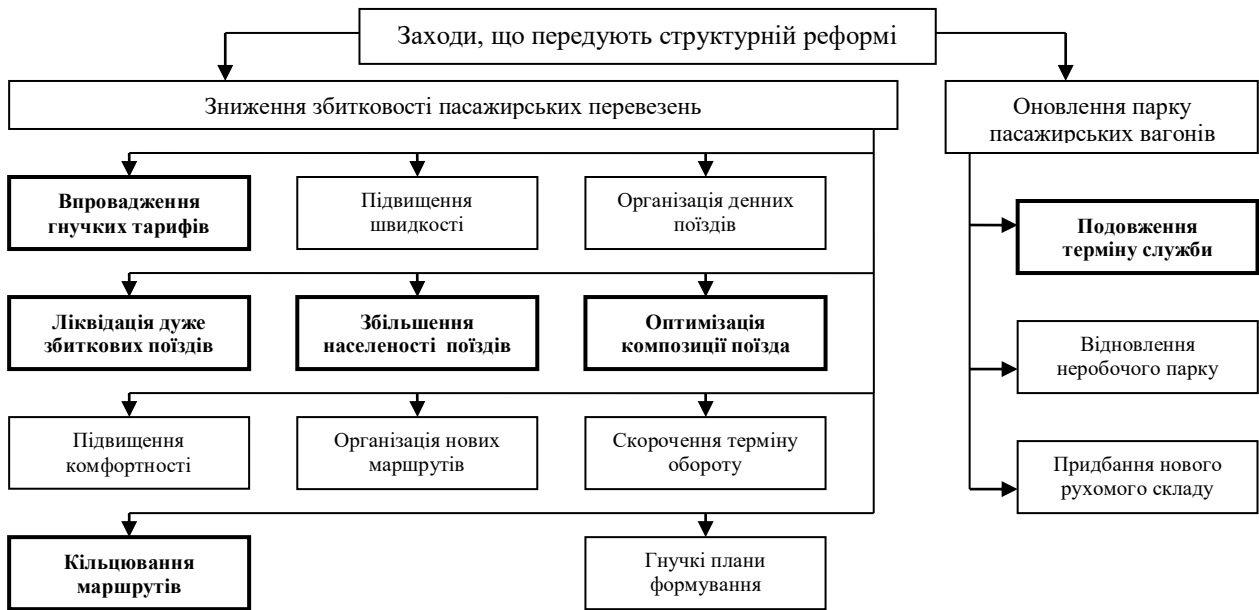 Заходи, що передують структурній реформі
Зниження збитковості пасажирських перевезень
Оновлення парку
пасажирських вагонів
Впровадження
гнучких тарифів
Підвищення
швидкості
Організація денних
поїздів
Подовження
терміну служби
Ліквідація дуже
збиткових поїздів
Збільшення
населеності поїздів
Оптимізація
композиції поїзда
Відновлення
неробочого парку
Підвищення
комфортності
Організація нових
маршрутів
Скорочення терміну
обороту
Придбання нового
рухомого складу
Кільцювання
маршрутів
Гнучкі плани
формування